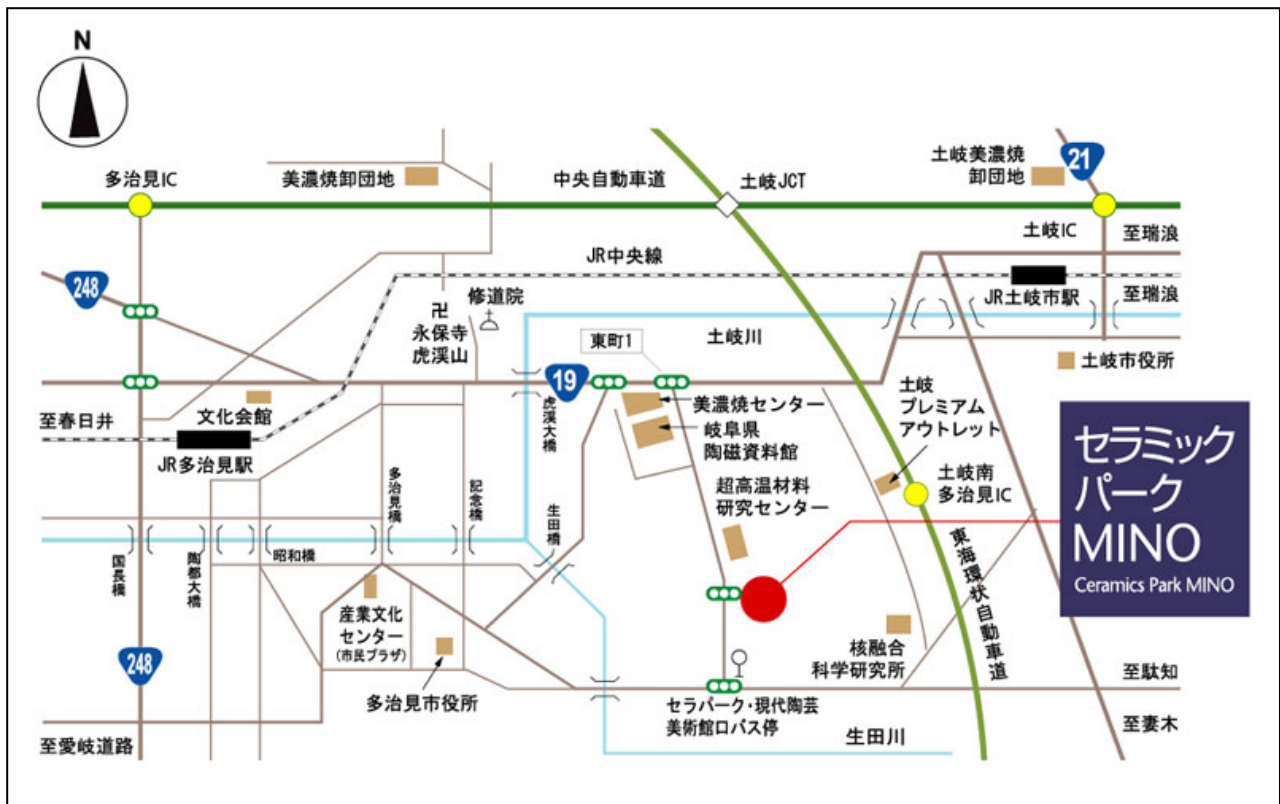 N
多治見IC
美濃焼卸団地
中央自動車道
土岐JCT
土岐美濃焼
卸団地
21
土岐IC
至瑞浪
JR中央線
248
修道院
卍
永保寺
虎渓山
JR土岐市駅
至瑞浪
東町1
土岐川
土岐市役所
19
文化会館
至春日井
JR多治見駅
虎渓大橋
美濃焼センター
岐阜県
陶磁資料館
土岐
プレミアム
アウトレット
土岐南
多治見IC
超高温材料
研究センター
多治見橋
記念橋
生田橋
国長橋
陶都大橋
昭和橋
東海環状自動車道
セラミック
パーク
MINO
Ceramics Park MINO
産業文化
センター
(市民プラザ)
核融合
科学研究所
248
多治見市役所
セラパーク・現代陶芸
美術館口バス停
至駄知
至妻木
至愛岐道路
生田川